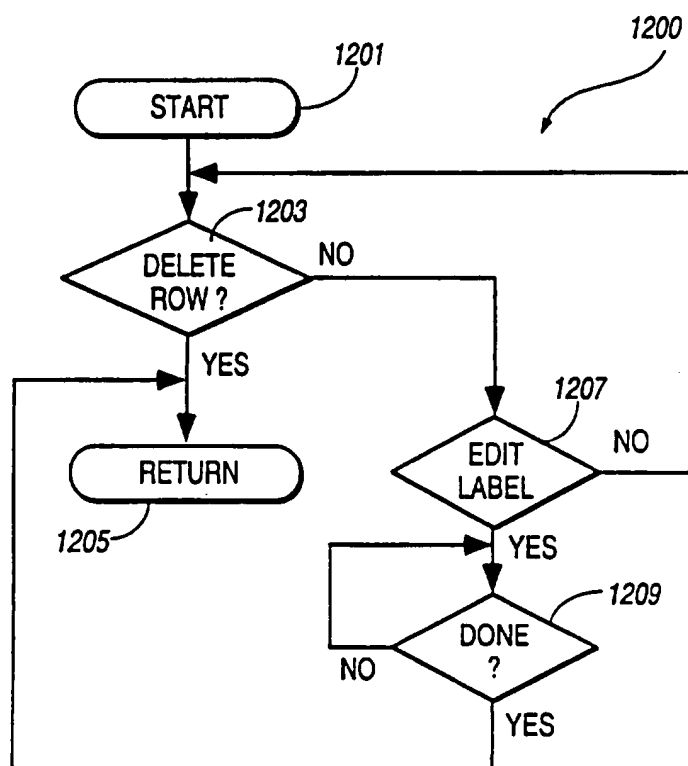 1200
1201
START
1203
DELETE
ROW ?
NO
YES
1207
RETURN
EDIT
LABEL
NO
1205
YES
1209
DONE
?
NO
YES